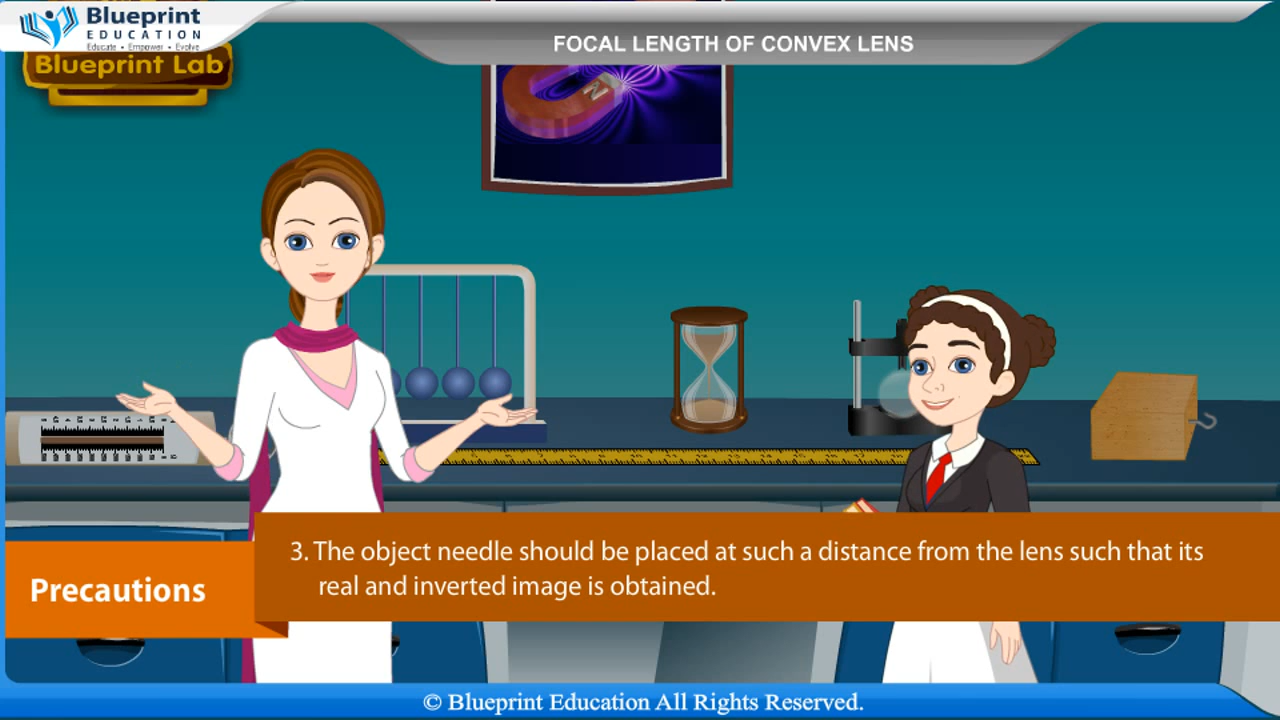 Blueprint
EDUCATION
Educate • Empower • Evolve
Blueprint Lab
FOCAL LENGTH OF CONVEX LENS
N
Precautions
3. The object needle should be placed at such a distance from the lens such that its
real and inverted image is obtained.
© Blueprint Education All Rights Reserved.